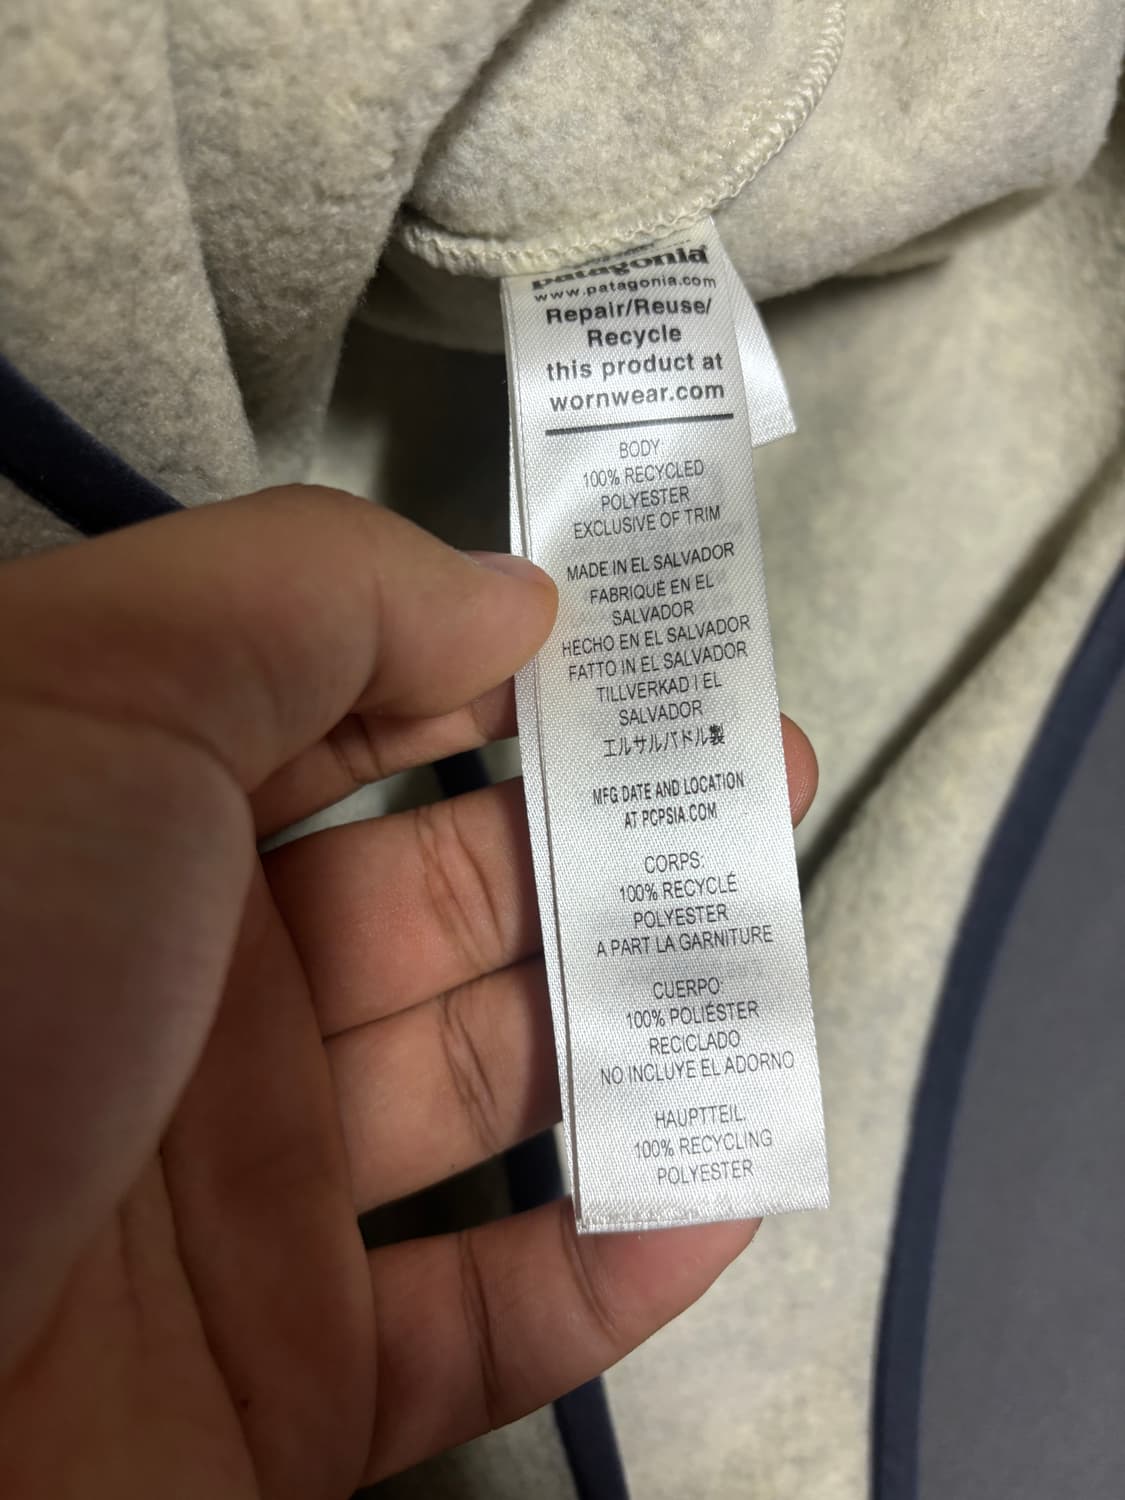 patagonia
www.patagonia.com
Repair/Reuse/
Recycle
this product at
wornwear.com
BODY
100% RECYCLED
POLYESTER
EXCLUSIVE OF TRIM
MADE IN EL SALVADOR
FABRIQUÉ EN EL
SALVADOR
HECHO EN EL SALVADOR
FATTO IN EL SALVADOR
TILLVERKAD I EL
SALVADOR
エルサルバドル製
MFG DATE AND LOCATION
AT PCPSIA.COM
CORPS:
100% RECYCLÉ
POLYESTER
A PART LA GARNITURE
CUERPO:
100% POLIÉSTER
RECICLADO
NO INCLUYE EL ADORNO
HAUPTTEIL:
100% RECYCLING
POLYESTER